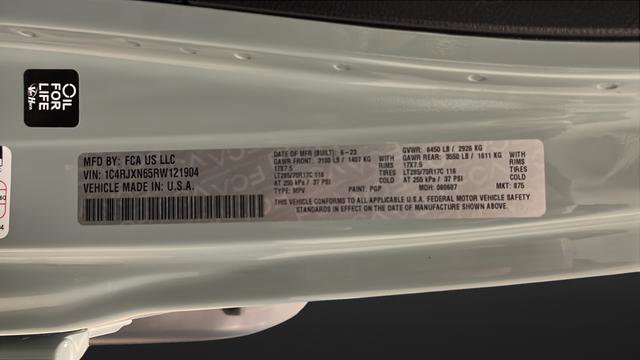 OIL
FOR
LIFE
MFD BY: FCA US LLC
VIN: 1C4RJXN65RW121904
VEHICLE MADE IN: U.S.A.
DATE OF MFR (BUILT): 6-23
GAWR FRONT: 3100 LB / 1407 KG WITH
17X7.5 RIMS
LT285/70R17C 116 TIRES
AT 255 kPa / 37 PSI COLD
TYPE: MPV PAINT: PGP
GVWR: 6450 LB / 2926 KG
GAWR REAR: 3550 LB / 1611 KG WITH
17X7.5 RIMS
LT285/70R17C 116 TIRES
AT 255 kPa / 37 PSI COLD
MKT: 875
THIS VEHICLE CONFORMS TO ALL APPLICABLE U.S.A. FEDERAL MOTOR VEHICLE SAFETY
STANDARDS IN EFFECT ON THE DATE OF MANUFACTURE SHOWN ABOVE.